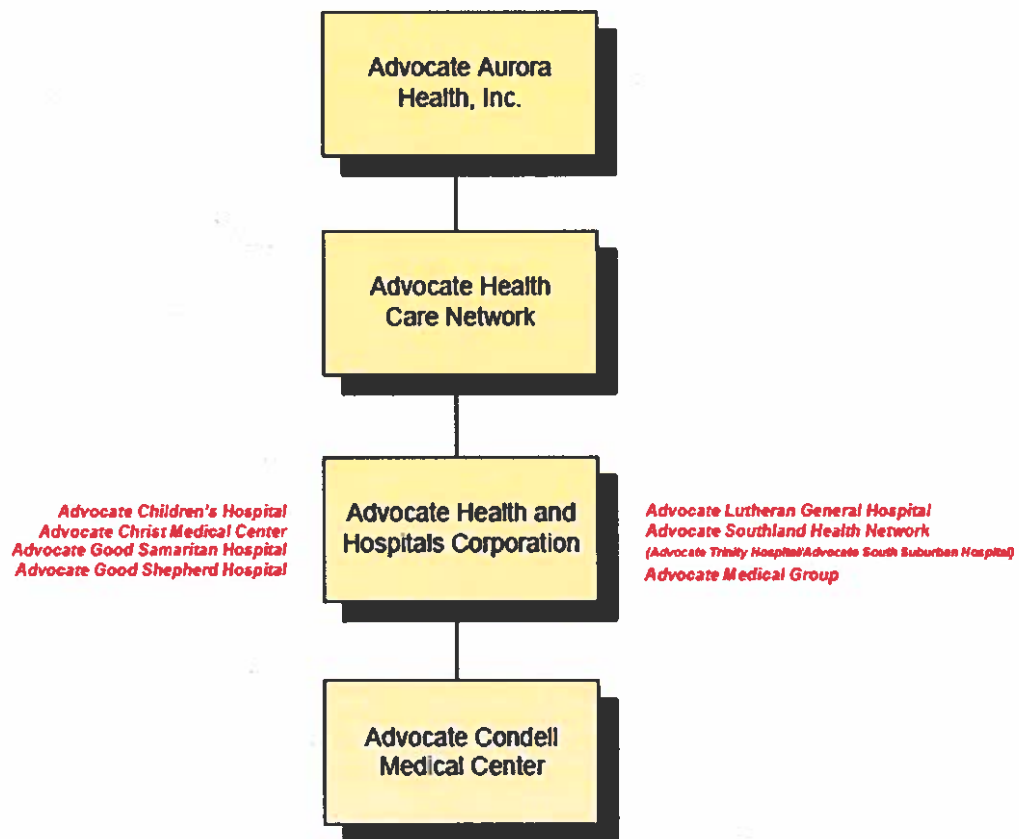 Advocate Aurora
Health, Inc.
Advocate Health
Care Network
Advocate Children's Hospital
Advocate Christ Medical Center
Advocate Good Samaritan Hospital
Advocate Good Shepherd Hospital
Advocate Health and
Hospitals Corporation
Advocate Lutheran General Hospital
Advocate Southland Health Network
(Advocate Trinity Hospital/Advocate South Suburban Hospital)
Advocate Medical Group
Advocate Condell
Medical Center